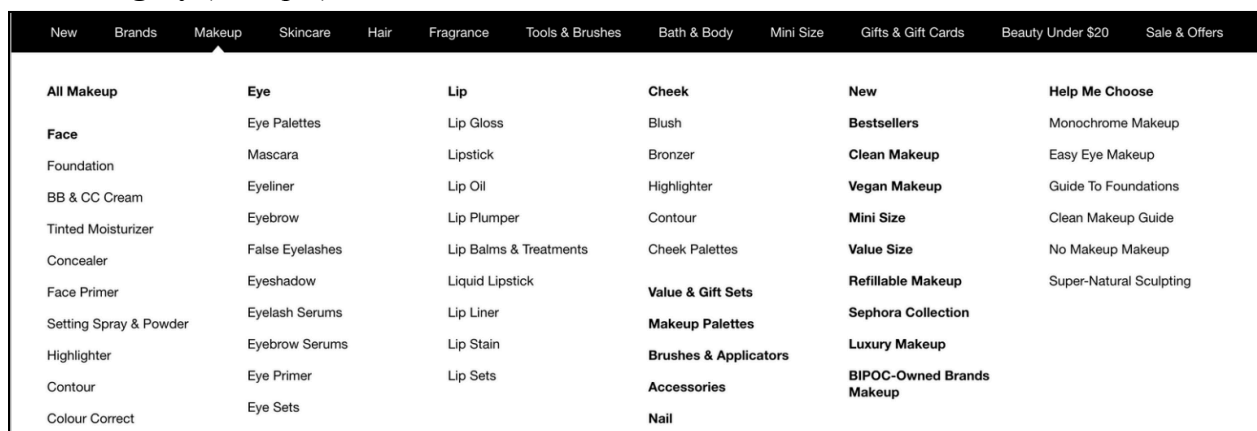 New Brands Makeup Skincare Hair Fragrance Tools & Brushes Bath & Body Mini Size Gifts & Gift Cards Beauty Under $20 Sale & Offers
All Makeup
Face
Foundation
BB & CC Cream
Tinted Moisturizer
Concealer
Face Primer
Setting Spray & Powder
Highlighter
Contour
Colour Correct
Eye
Eye Palettes
Mascara
Eyeliner
Eyebrow
False Eyelashes
Eyeshadow
Eyelash Serums
Eyebrow Serums
Eye Primer
Eye Sets
Lip
Lip Gloss
Lipstick
Lip Oil
Lip Plumper
Lip Balms & Treatments
Liquid Lipstick
Lip Liner
Lip Stain
Lip Sets
Cheek
Blush
Bronzer
Highlighter
Contour
Cheek Palettes
Value & Gift Sets
Makeup Palettes
Brushes & Applicators
Accessories
Nail
New
Bestsellers
Clean Makeup
Vegan Makeup
Mini Size
Value Size
Refillable Makeup
Sephora Collection
Luxury Makeup
BIPOC-Owned Brands
Makeup
Help Me Choose
Monochrome Makeup
Easy Eye Makeup
Guide To Foundations
Clean Makeup Guide
No Makeup Makeup
Super-Natural Sculpting